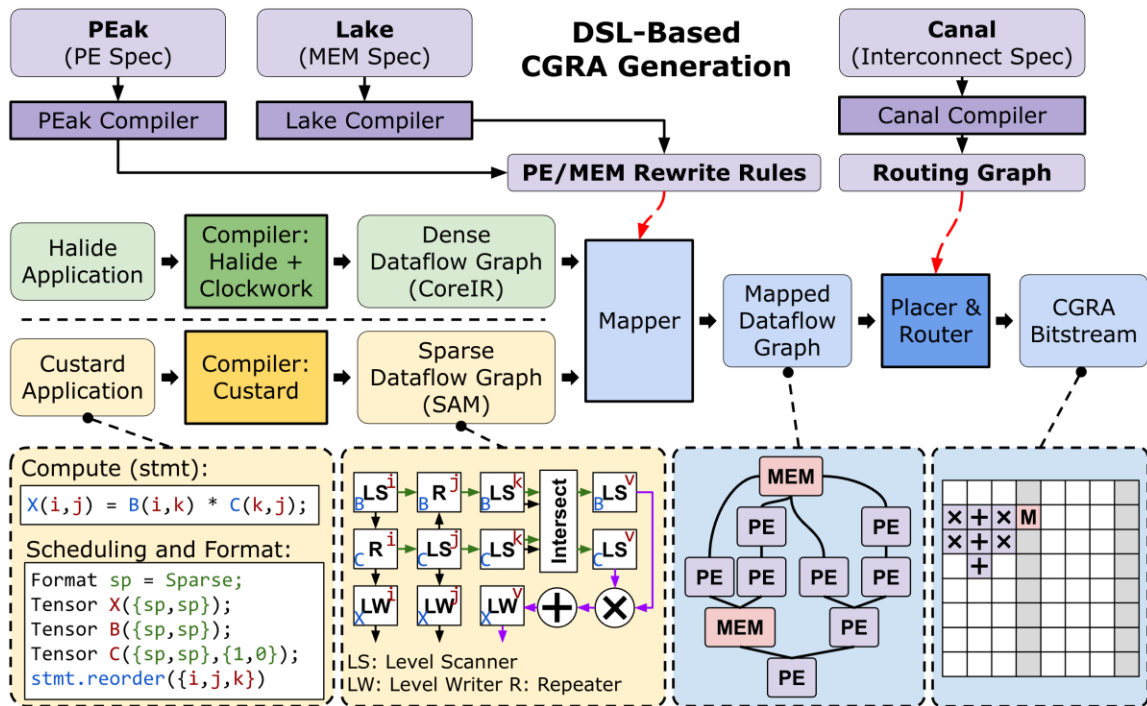 PEak
(PE Spec)
Lake
(MEM Spec)
DSL-Based
CGRA Generation
Canal
(Interconnect Spec)
PEak Compiler
Lake Compiler
Canal Compiler
PE/MEM Rewrite Rules
Routing Graph
Halide
Application
Compiler:
Halide +
Clockwork
Dense
Dataflow Graph
(CoreIR)
Mapper
Mapped
Dataflow
Graph
Placer &
Router
CGRA
Bitstream
Custard
Application
Compiler:
Custard
Sparse
Dataflow Graph
(SAM)
Compute (stmt):
X(i,j) = B(i,k) * C(k,j);
Scheduling and Format:
Format sp = Sparse;
Tensor X({sp,sp});
Tensor B({sp,sp});
Tensor C({sp,sp},{1,0});
stmt.reorder({i,j,k})
B LS i
B R j
B LS k
Intersect
B LS v
C R i
C LS j
C LS k
C LS v
X LW i
X LW j
X LW v
+
×
LS: Level Scanner
LW: Level Writer R: Repeater
MEM
PE
PE
PE
PE
PE
PE
MEM
PE
PE
× + × M
× + ×
+